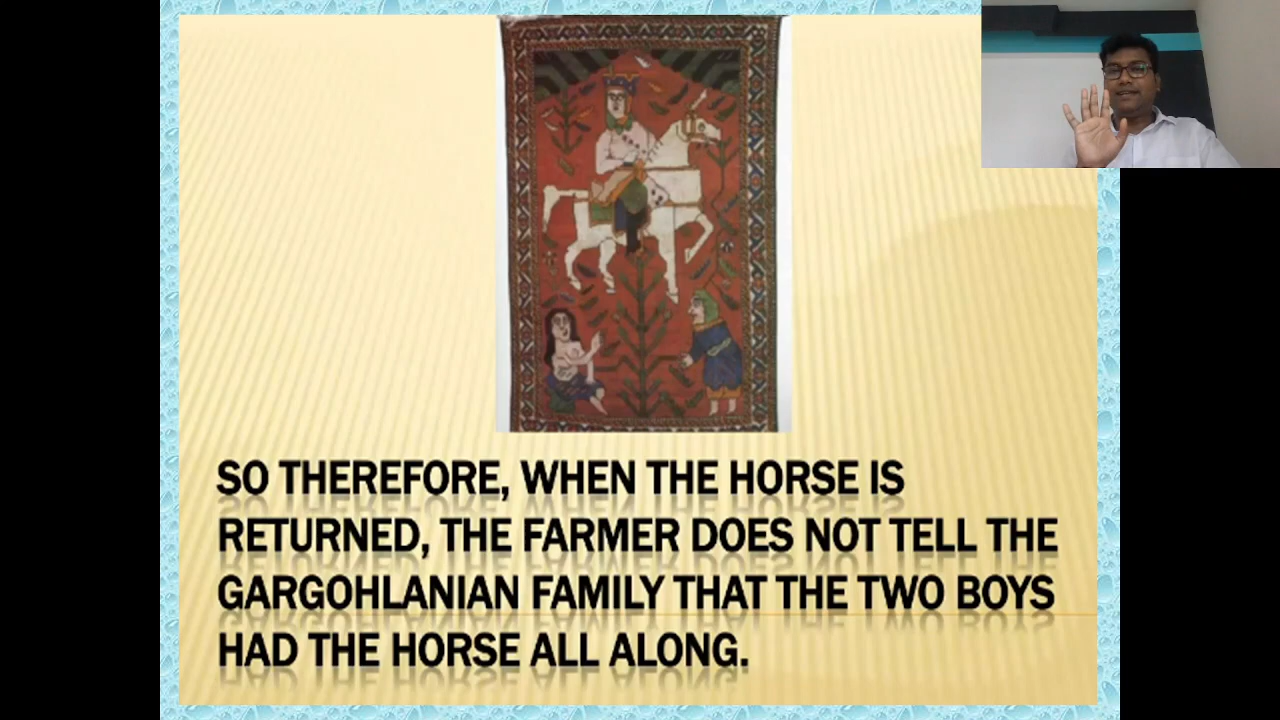 SO THEREFORE, WHEN THE HORSE IS
RETURNED, THE FARMER DOES NOT TELL THE
GARGOHLANIAN FAMILY THAT THE TWO BOYS
HAD THE HORSE ALL ALONG.